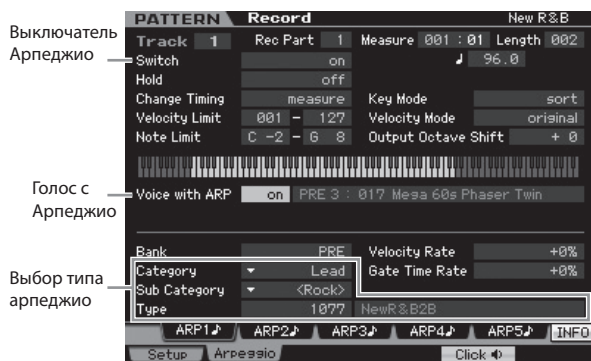 PATTERN Record New R&B
Track 1 Rec Part 1 Measure 001 : 01 Length 002
Выключатель Арпеджио
Switch on ♩ 96.0
Hold off
Change Timing measure Key Mode sort
Velocity Limit 001 - 127 Velocity Mode original
Note Limit C -2 - G 8 Output Octave Shift + 0
Голос с Арпеджио
Voice with ARP on PRE 3 : 017 Mega 60s Phaser Twin
Bank PRE Velocity Rate +0%
Выбор типа арпеджио
Category Lead Gate Time Rate +0%
Sub Category <Rock>
Type 1077 NewR&B2B
ARP1♪ ARP2♪ ARP3♪ ARP4♪ ARP5♪ INFO
Setup Arpeggio Click